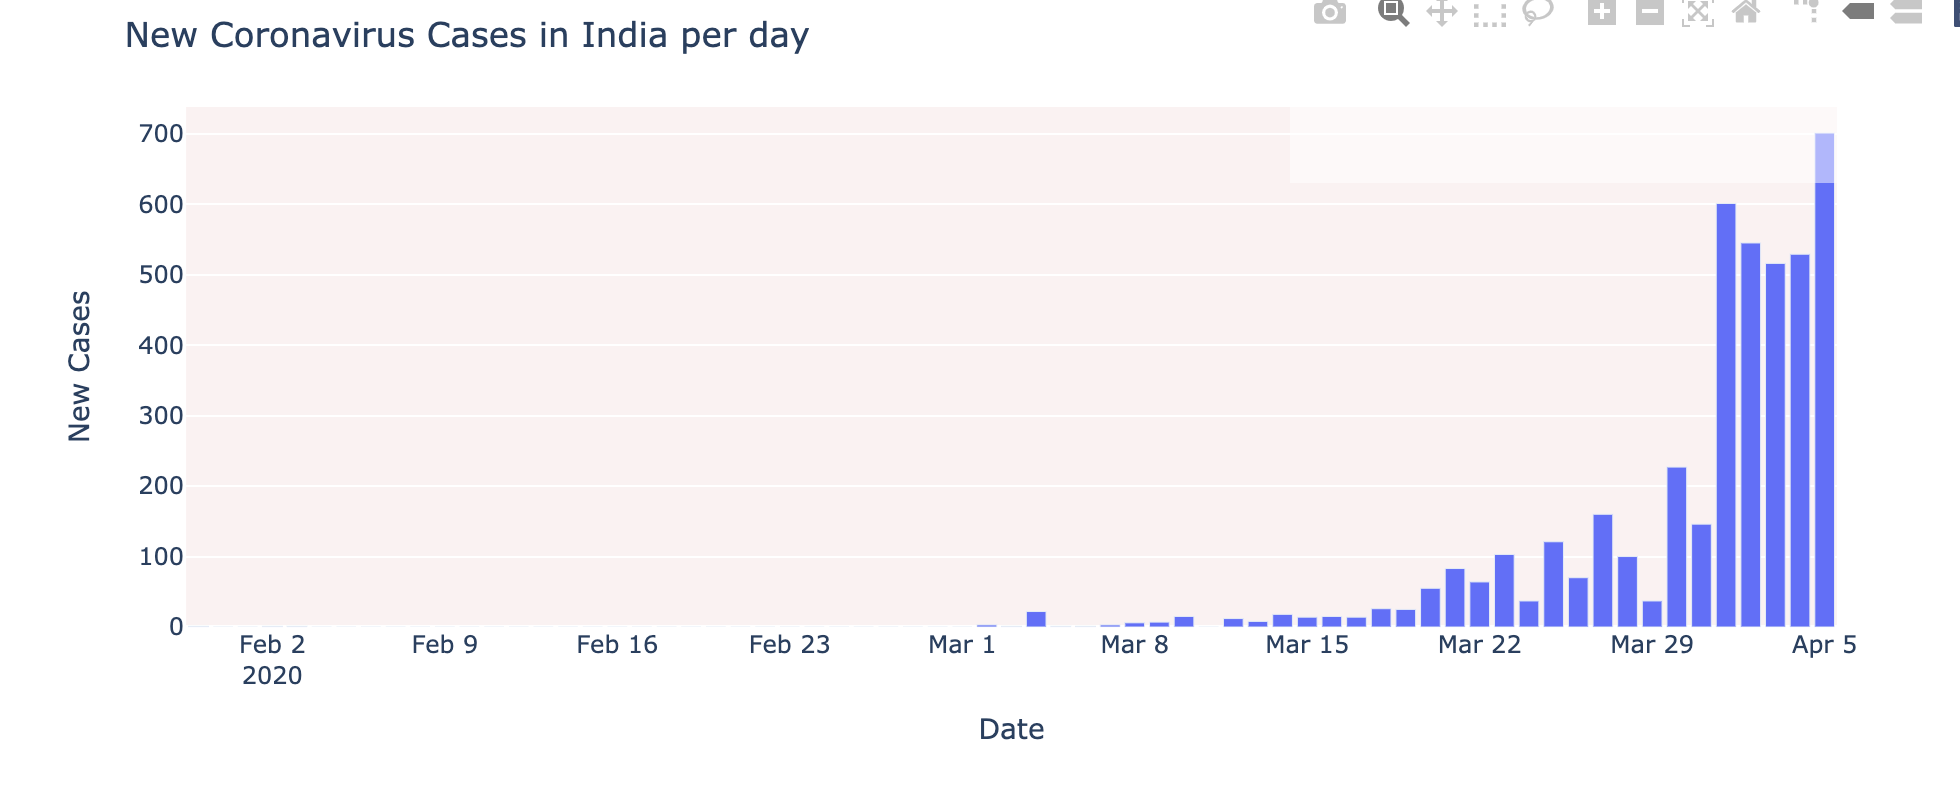 New Coronavirus Cases in India per day
700
600
500
400
300
200
100
0
New Cases
Feb 2 Feb 9 Feb 16 Feb 23 Mar 1 Mar 8 Mar 15 Mar 22 Mar 29 Apr 5
2020
Date